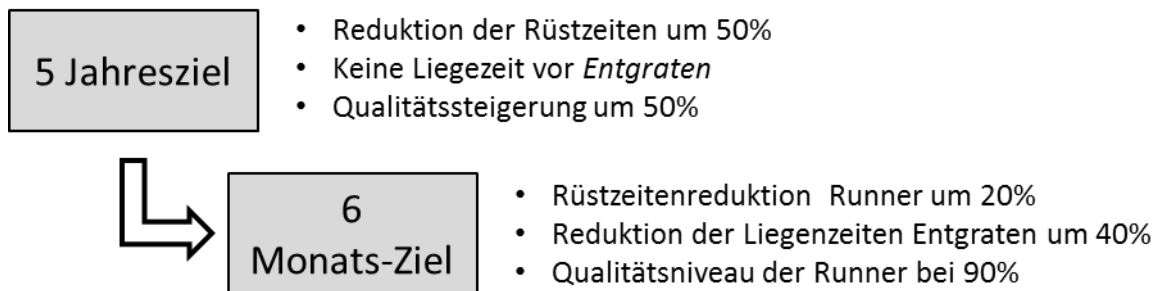 5 Jahresziel
• Reduktion der Rüstzeiten um 50%
• Keine Liegezeit vor Entgraten
• Qualitätssteigerung um 50%
6
Monats-Ziel
• Rüstzeitenreduktion Runner um 20%
• Reduktion der Liegenzeiten Entgraten um 40%
• Qualitätsniveau der Runner bei 90%